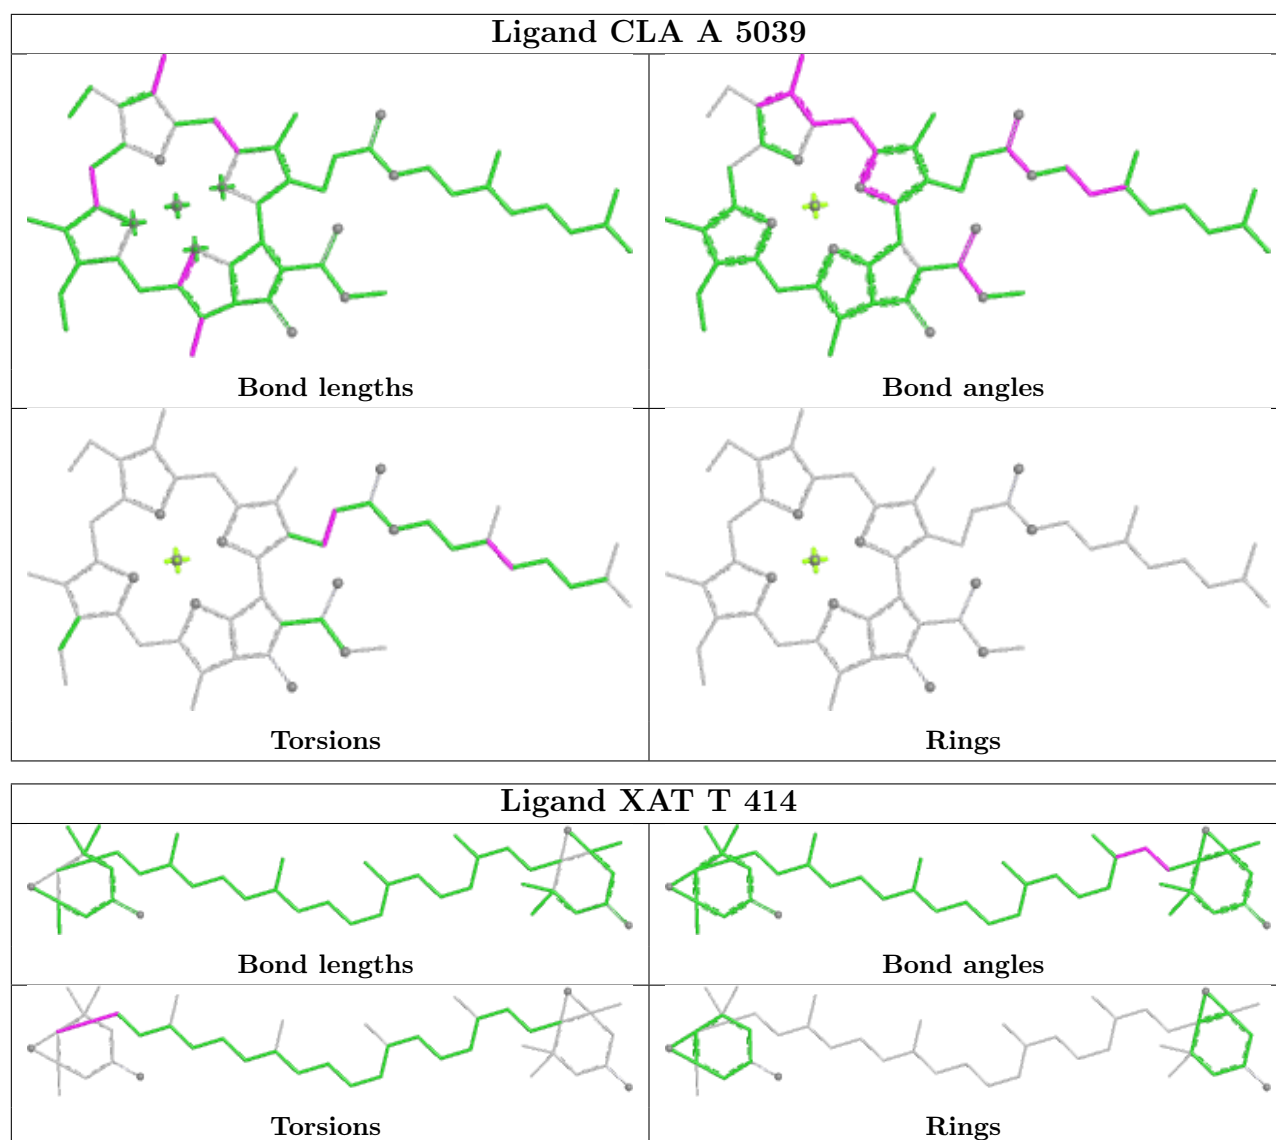 Ligand CLA A 5039
Bond lengths
Bond angles
Torsions
Rings
Ligand XAT T 414
Bond lengths
Bond angles
Torsions
Rings